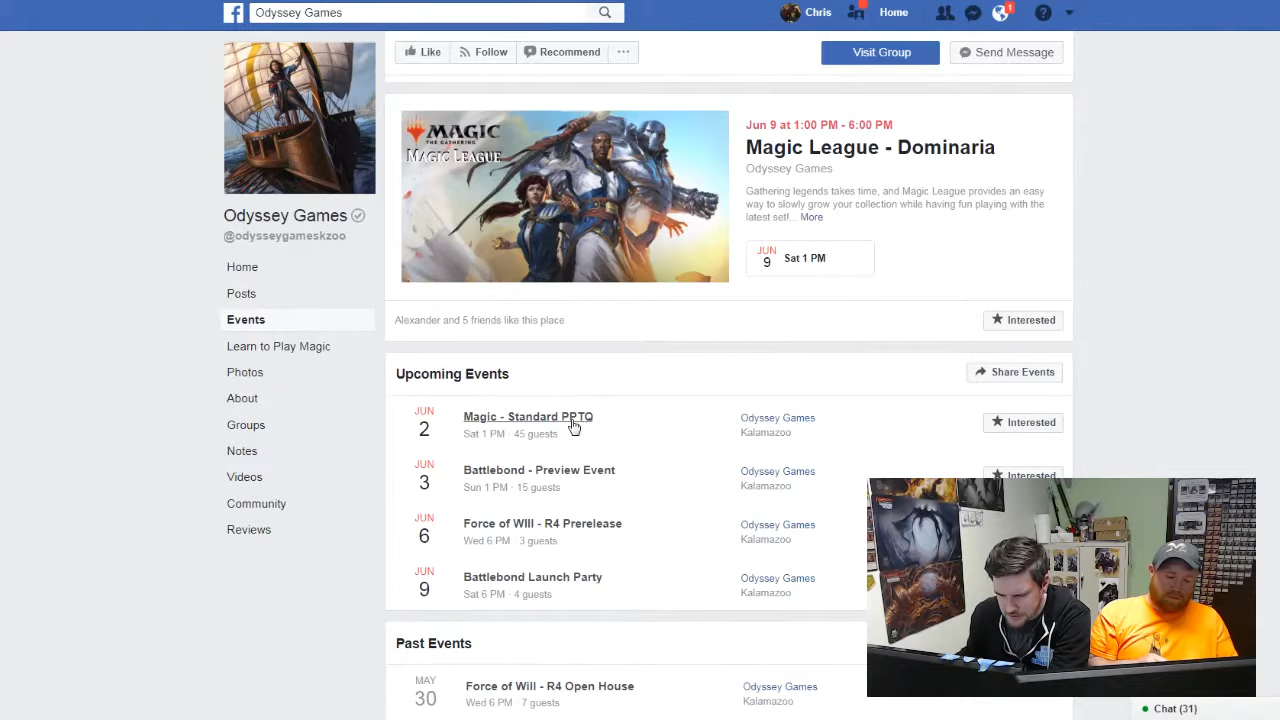 Odyssey Games
Chris
Home
1
Like
Follow
Recommend
Visit Group
Send Message
MAGIC
THE GATHERING
MAGIC LEAGUE
Jun 9 at 1:00 PM - 6:00 PM
Magic League - Dominaria
Odyssey Games
Gathering legends takes time, and Magic League provides an easy
way to slowly grow your collection while having fun playing with the
latest set!... More
JUN
9
Sat 1 PM
Odyssey Games
@odysseygameskzoo
Home
Posts
Events
Learn to Play Magic
Photos
About
Groups
Notes
Videos
Community
Reviews
Alexander and 5 friends like this place
Interested
Upcoming Events
Share Events
JUN
2
Magic - Standard PPTQ
Sat 1 PM · 45 guests
Odyssey Games
Kalamazoo
Interested
JUN
3
Battlebond - Preview Event
Sun 1 PM · 15 guests
Odyssey Games
Kalamazoo
Interested
JUN
6
Force of WIll - R4 Prerelease
Wed 6 PM · 3 guests
Odyssey Games
Kalamazoo
JUN
9
Battlebond Launch Party
Sat 6 PM · 4 guests
Odyssey Games
Kalamazoo
Past Events
MAY
30
Force of Will - R4 Open House
Wed 6 PM · 7 guests
Odyssey Games
Kalamazoo
Chat (31)